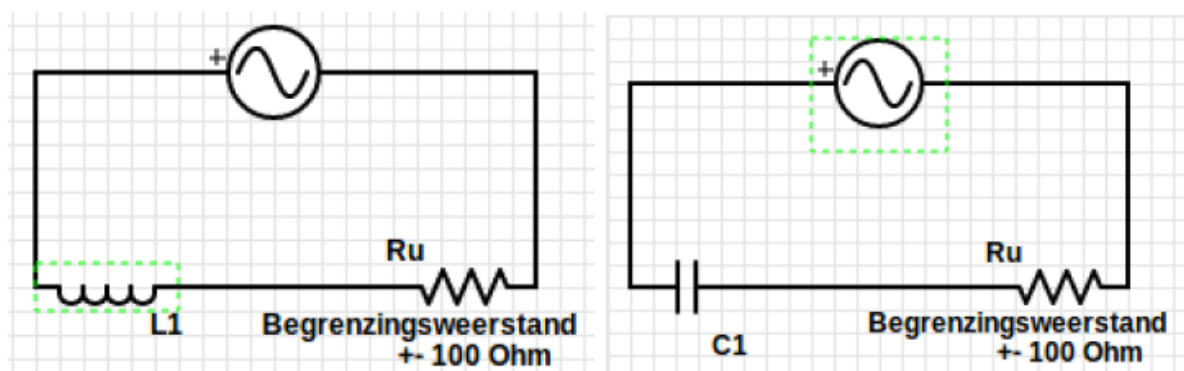 +
Ru
L1
Begrenzingsweerstand
+- 100 Ohm
+
Ru
C1
Begrenzingsweerstand
+- 100 Ohm